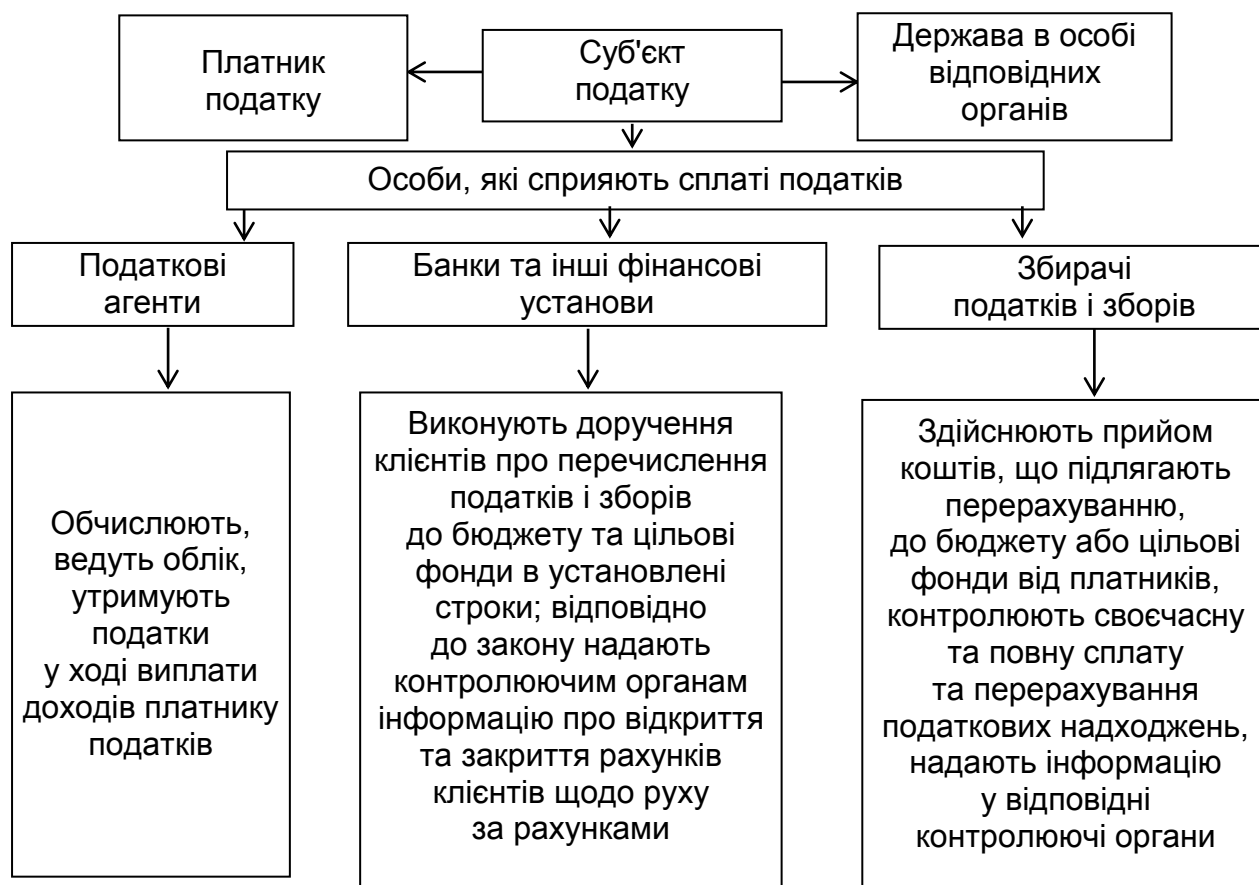 Платник
податку
Суб'єкт
податку
Держава в особі
відповідних
органів
Особи, які сприяють сплаті податків
Податкові
агенти
Банки та інші фінансові
установи
Збирачі
податків і зборів
Обчислюють,
ведуть облік,
утримують
податки
у ході виплати
доходів платнику
податків
Виконують доручення
клієнтів про перечислення
податків і зборів
до бюджету та цільові
фонди в установлені
строки; відповідно
до закону надають
контролюючим органам
інформацію про відкриття
та закриття рахунків
клієнтів щодо руху
за рахунками
Здійснюють прийом
коштів, що підлягають
перерахуванню,
до бюджету або цільові
фонди від платників,
контролюють своєчасну
та повну сплату
та перерахування
податкових надходжень,
надають інформацію
у відповідні
контролюючі органи